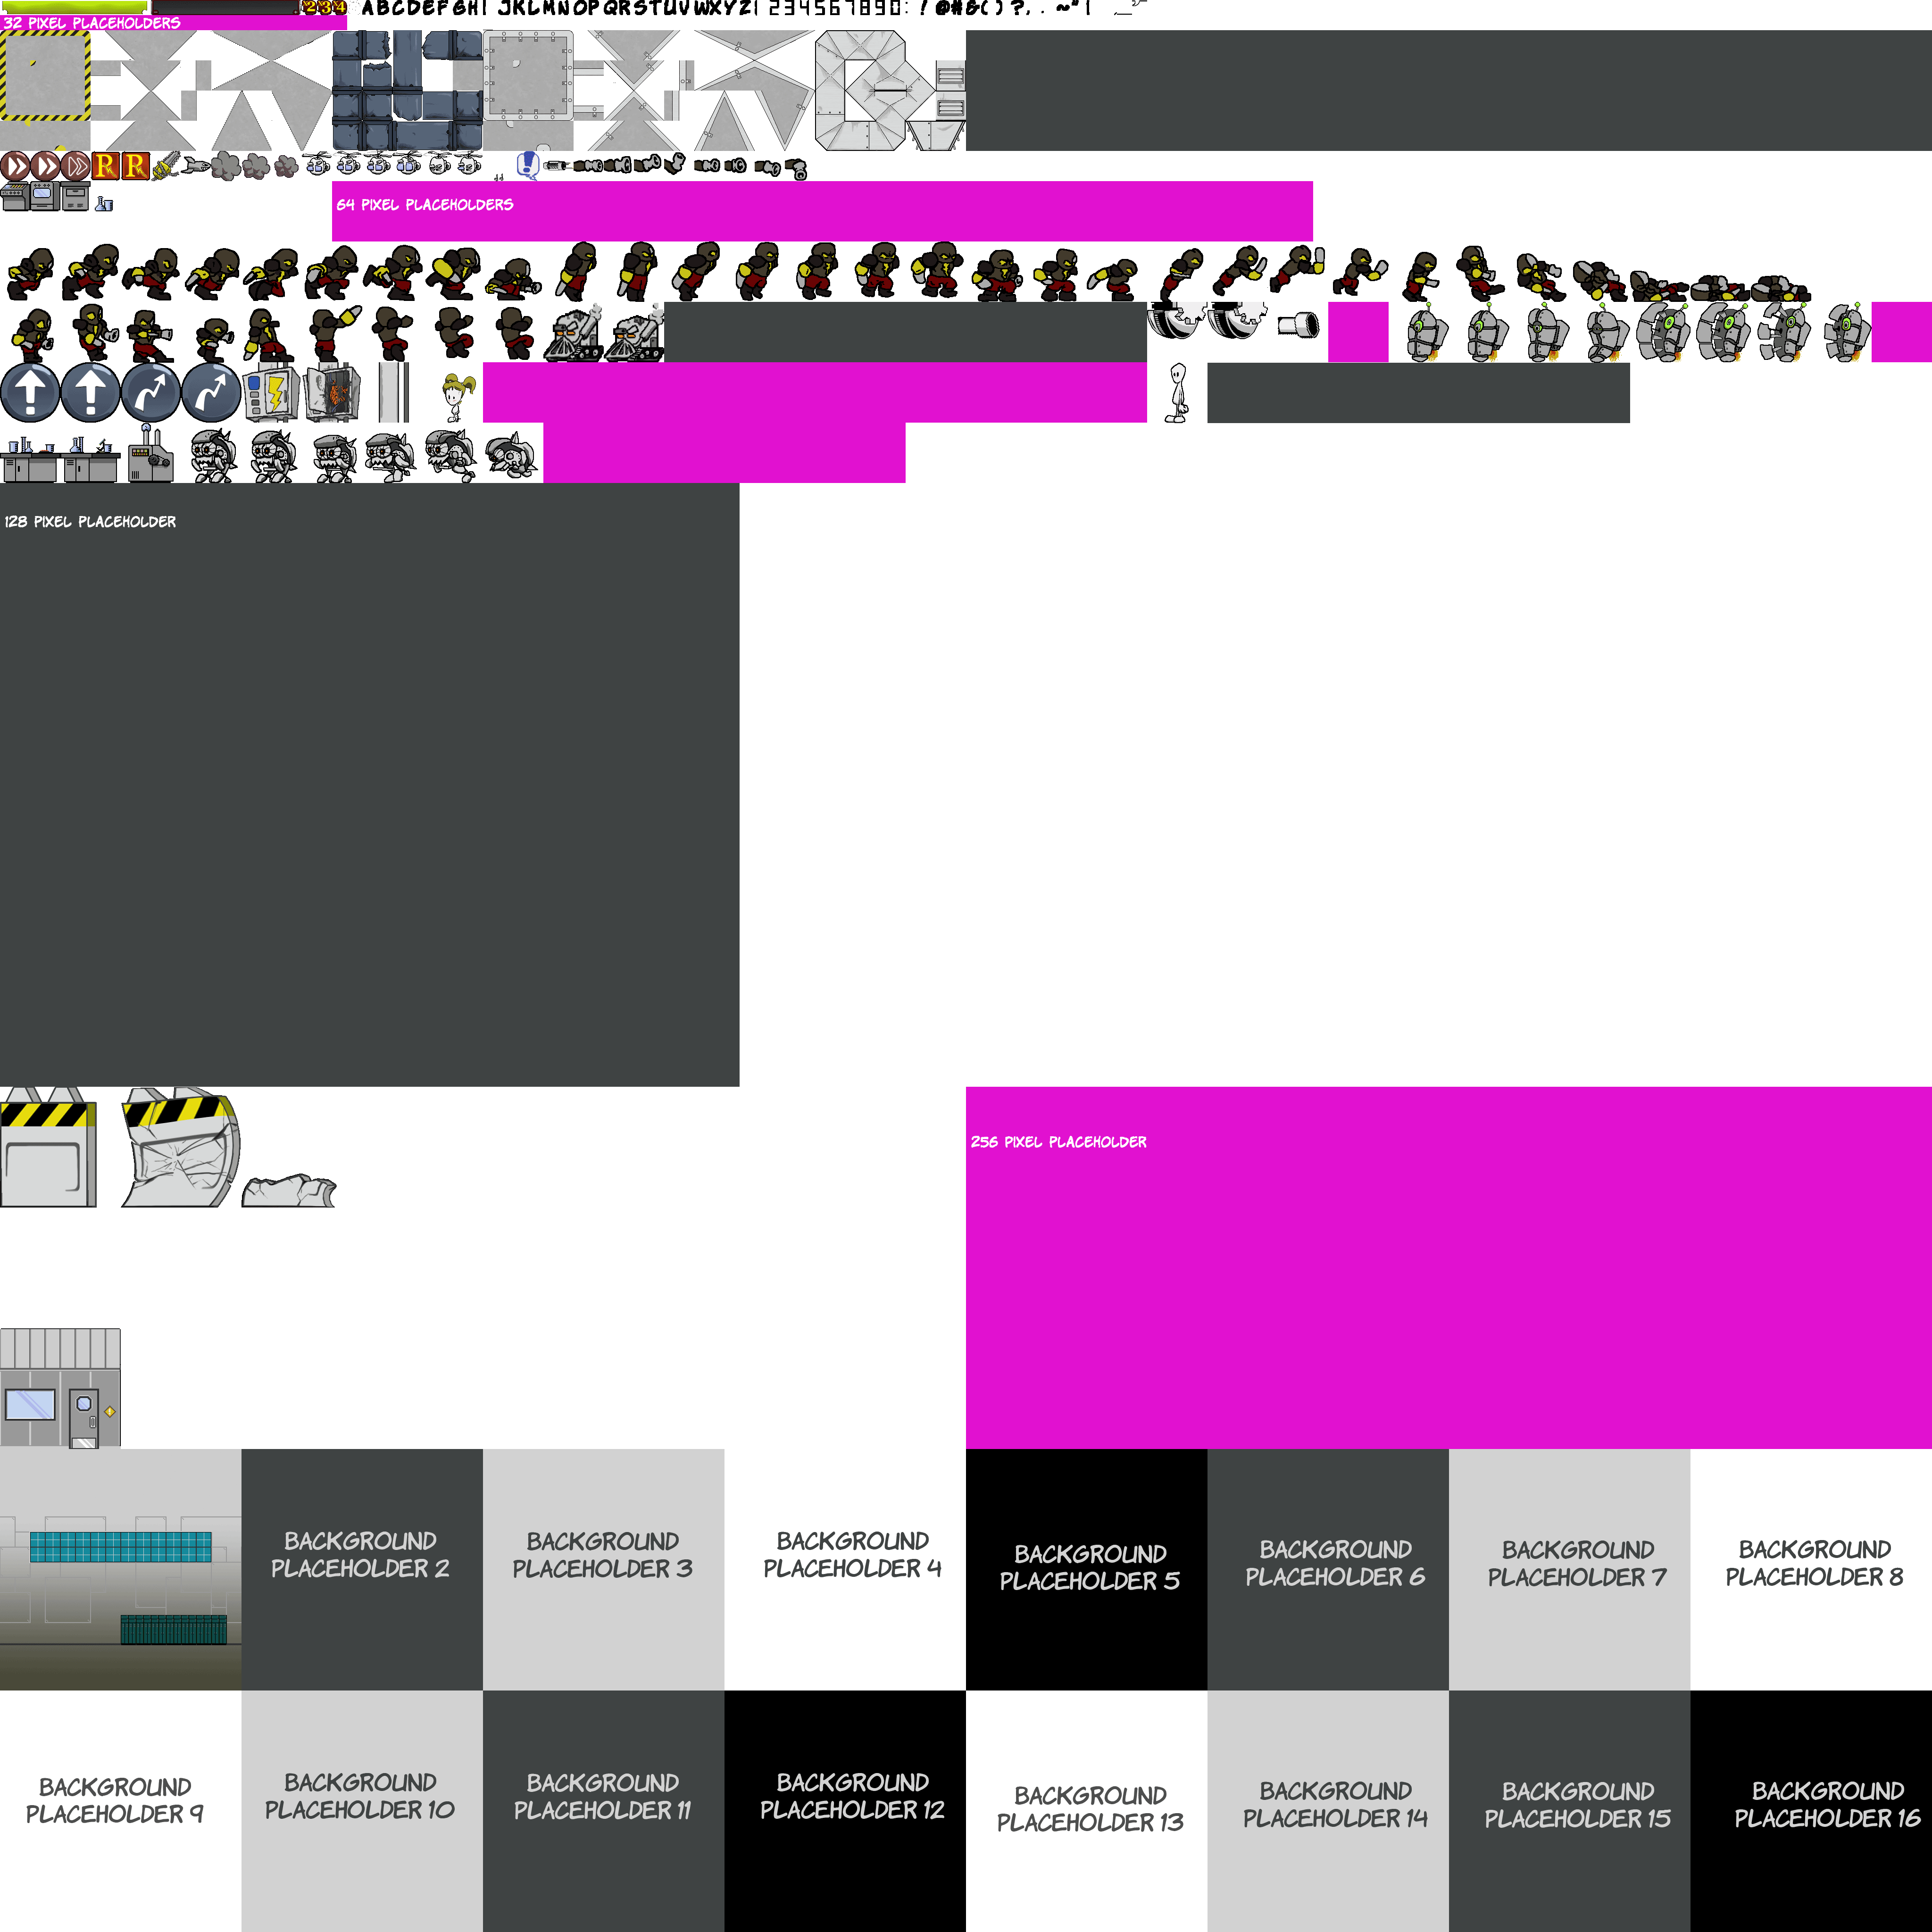 234
ABCDEFGHIJKLMNOPQRSTUVWXYZ1234567890:!@#&()?,.~"|
32 PIXEL PLACEHOLDERS
R R
64 PIXEL PLACEHOLDERS
128 PIXEL PLACEHOLDER
256 PIXEL PLACEHOLDER
BACKGROUND
PLACEHOLDER 2
BACKGROUND
PLACEHOLDER 3
BACKGROUND
PLACEHOLDER 4
BACKGROUND
PLACEHOLDER 5
BACKGROUND
PLACEHOLDER 6
BACKGROUND
PLACEHOLDER 7
BACKGROUND
PLACEHOLDER 8
BACKGROUND
PLACEHOLDER 9
BACKGROUND
PLACEHOLDER 10
BACKGROUND
PLACEHOLDER 11
BACKGROUND
PLACEHOLDER 12
BACKGROUND
PLACEHOLDER 13
BACKGROUND
PLACEHOLDER 14
BACKGROUND
PLACEHOLDER 15
BACKGROUND
PLACEHOLDER 16